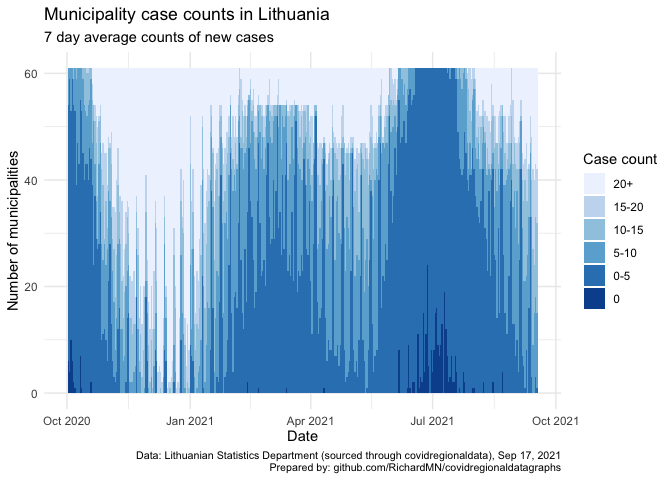 Municipality case counts in Lithuania
7 day average counts of new cases
Number of municipalities
60
40
20
0
Oct 2020 Jan 2021 Apr 2021 Jul 2021 Oct 2021
Date
Case count
20+
15-20
10-15
5-10
0-5
0
Data: Lithuanian Statistics Department (sourced through covidregionaldata), Sep 17, 2021
Prepared by: github.com/RichardMN/covidregionaldatagraphs